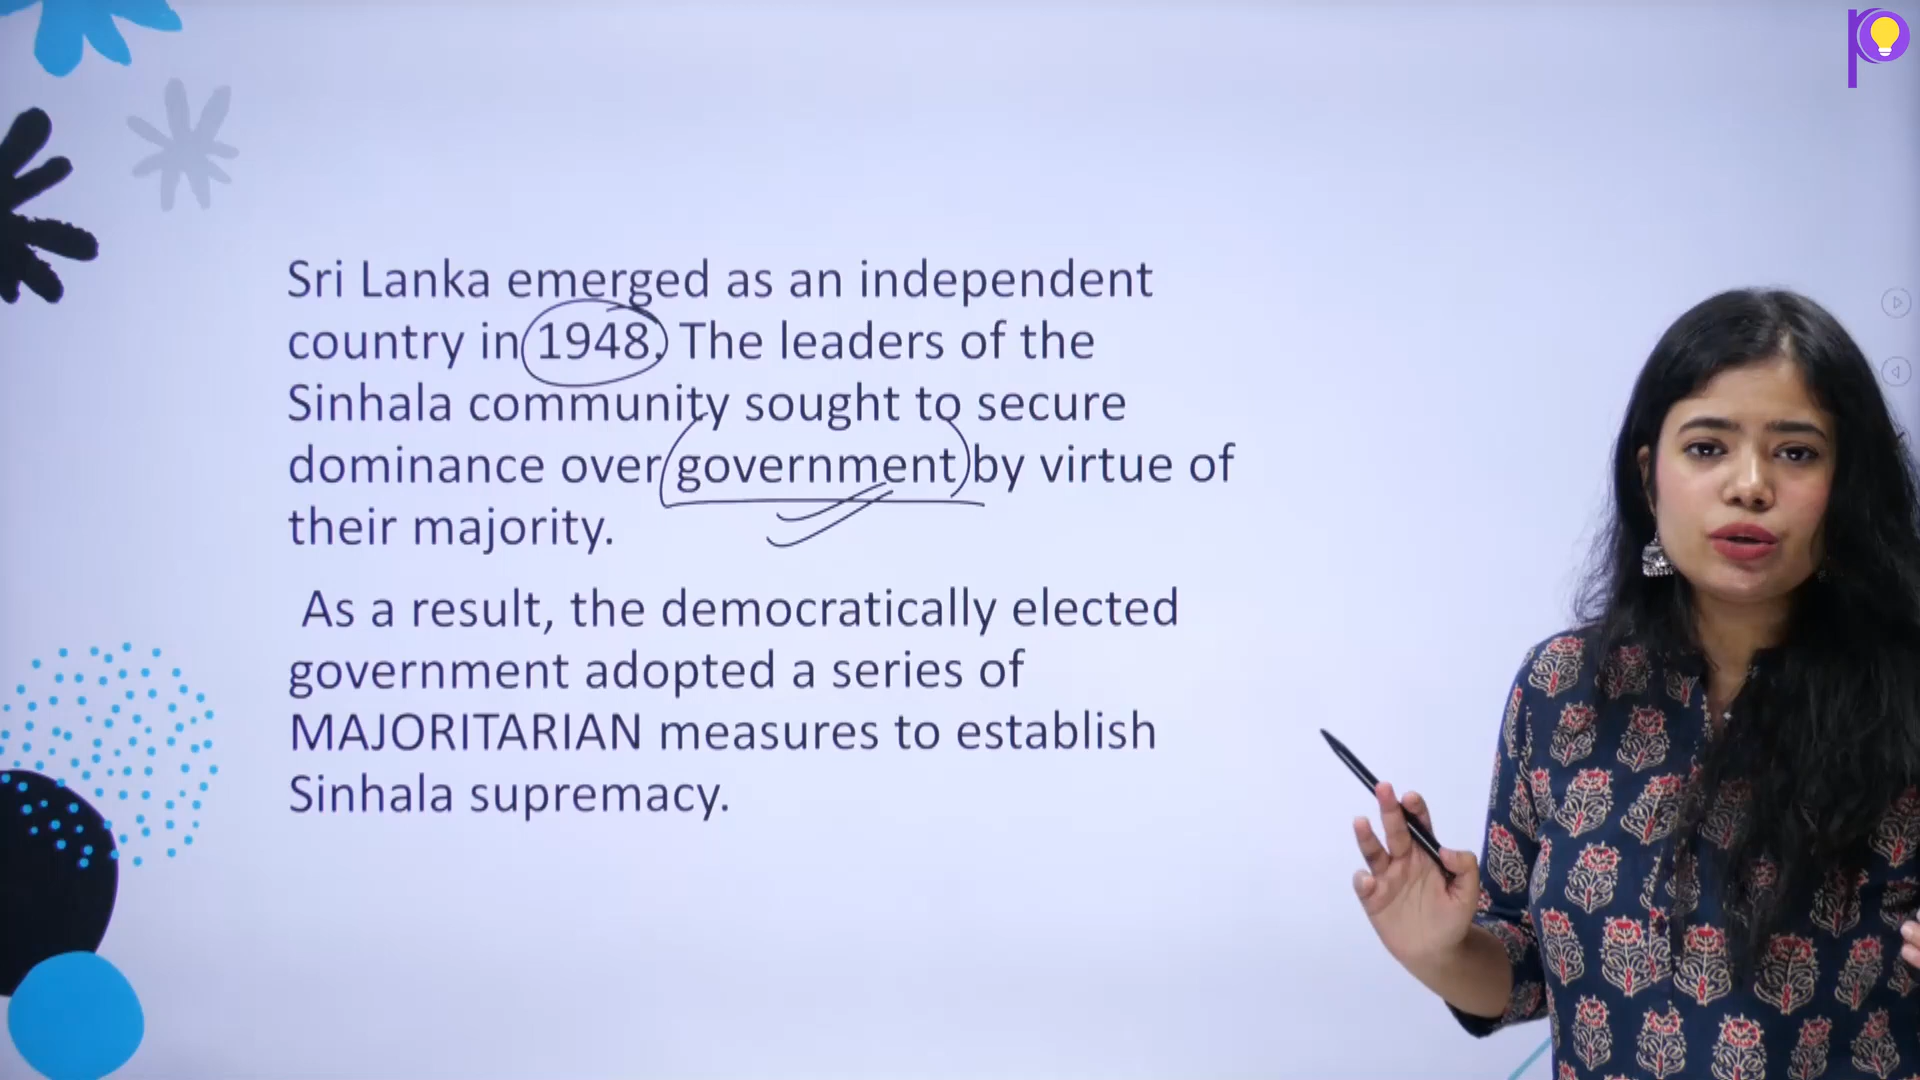 Sri Lanka emerged as an independent
country in 1948. The leaders of the
Sinhala community sought to secure
dominance over government by virtue of
their majority.
As a result, the democratically elected
government adopted a series of
MAJORITARIAN measures to establish
Sinhala supremacy.